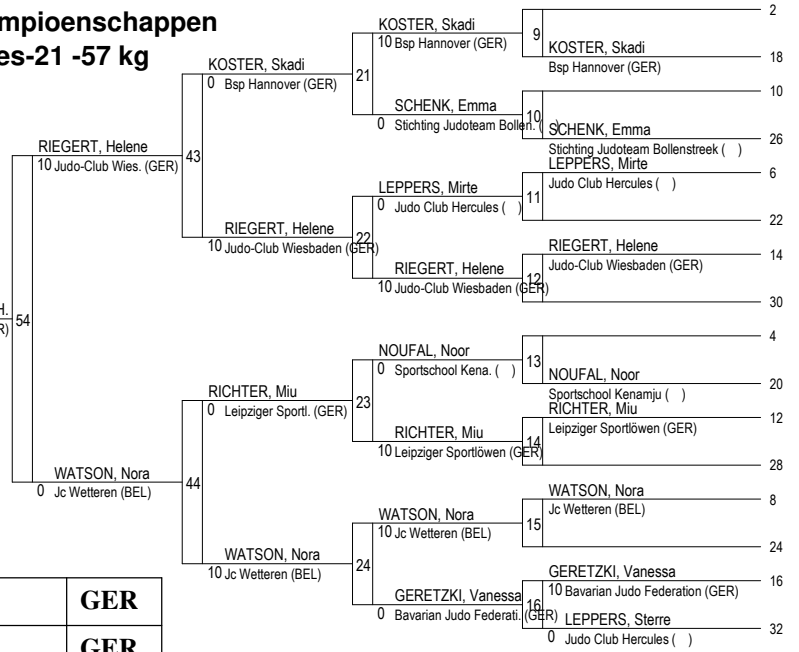 mpioenschappen
es-21 -57 kg
H.
R)
54
RIEGERT, Helene
10 Judo-Club Wies. (GER)
WATSON, Nora
0 Jc Wetteren (BEL)
43
KOSTER, Skadi
0 Bsp Hannover (GER)
RIEGERT, Helene
10 Judo-Club Wiesbaden (GER)
44
RICHTER, Miu
0 Leipziger Sportl. (GER)
WATSON, Nora
10 Jc Wetteren (BEL)
21
KOSTER, Skadi
10 Bsp Hannover (GER)
SCHENK, Emma
0 Stichting Judoteam Bollen. ( )
22
LEPPERS, Mirte
0 Judo Club Hercules ( )
RIEGERT, Helene
10 Judo-Club Wiesbaden (GER)
23
NOUFAL, Noor
0 Sportschool Kena. ( )
RICHTER, Miu
10 Leipziger Sportlöwen (GER)
24
WATSON, Nora
10 Jc Wetteren (BEL)
GERETZKI, Vanessa
0 Bavarian Judo Federati. (GER)
9
2
KOSTER, Skadi
Bsp Hannover (GER)
18
10
10
SCHENK, Emma
Stichting Judoteam Bollenstreek ( )
26
11
LEPPERS, Mirte
Judo Club Hercules ( )
6
22
12
RIEGERT, Helene
Judo-Club Wiesbaden (GER)
14
30
13
4
NOUFAL, Noor
Sportschool Kenamju ( )
20
14
RICHTER, Miu
Leipziger Sportlöwen (GER)
12
28
15
WATSON, Nora
Jc Wetteren (BEL)
8
24
16
GERETZKI, Vanessa
10 Bavarian Judo Federation (GER)
16
LEPPERS, Sterre
0 Judo Club Hercules ( )
32
GER
GER